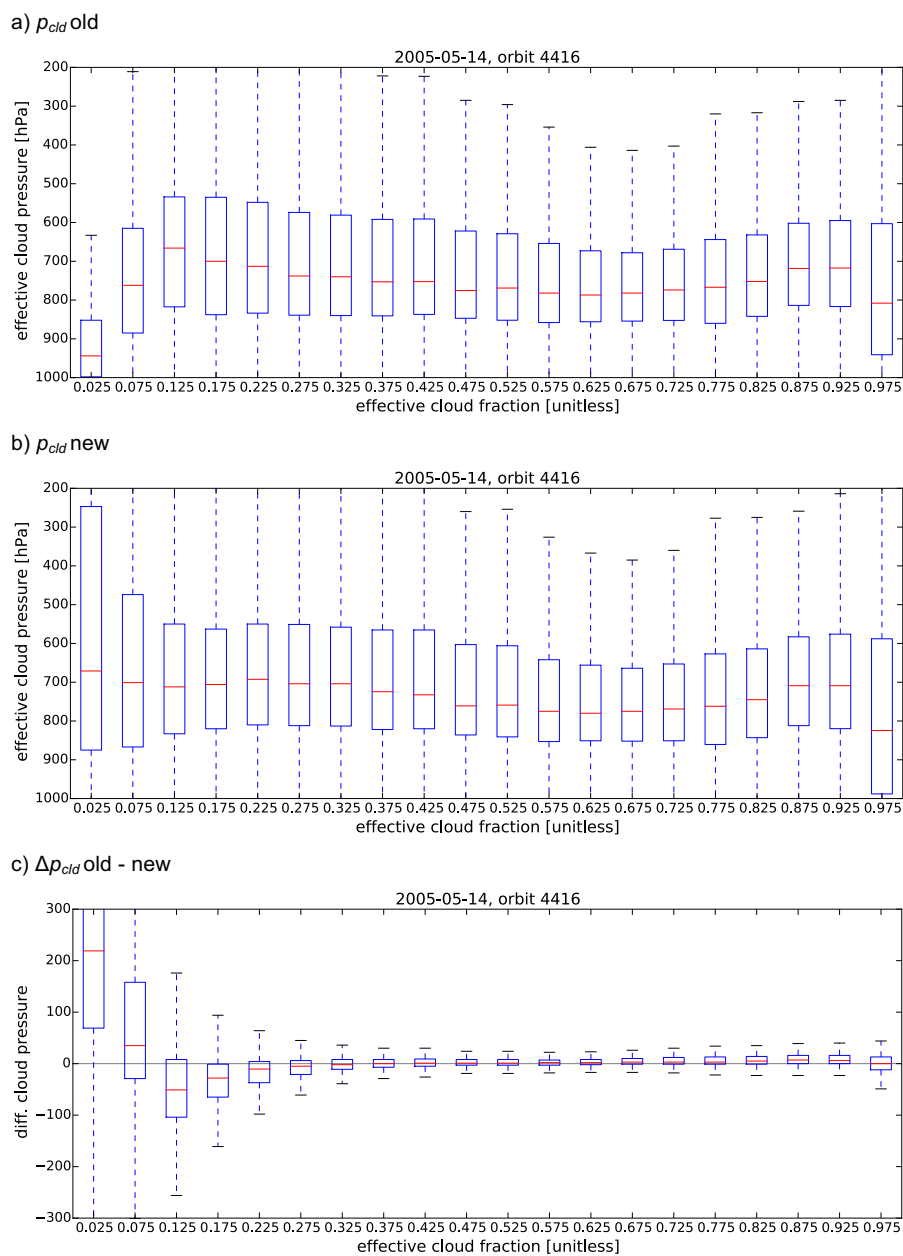 a) pcld old
2005-05-14, orbit 4416
effective cloud pressure [hPa]
200
300
400
500
600
700
800
900
1000
0.025 0.075 0.125 0.175 0.225 0.275 0.325 0.375 0.425 0.475 0.525 0.575 0.625 0.675 0.725 0.775 0.825 0.875 0.925 0.975
effective cloud fraction [unitless]
b) pcld new
2005-05-14, orbit 4416
effective cloud pressure [hPa]
200
300
400
500
600
700
800
900
1000
0.025 0.075 0.125 0.175 0.225 0.275 0.325 0.375 0.425 0.475 0.525 0.575 0.625 0.675 0.725 0.775 0.825 0.875 0.925 0.975
effective cloud fraction [unitless]
c) Δpcld old - new
2005-05-14, orbit 4416
diff. cloud pressure
300
200
100
0
−100
−200
−300
0.025 0.075 0.125 0.175 0.225 0.275 0.325 0.375 0.425 0.475 0.525 0.575 0.625 0.675 0.725 0.775 0.825 0.875 0.925 0.975
effective cloud fraction [unitless]